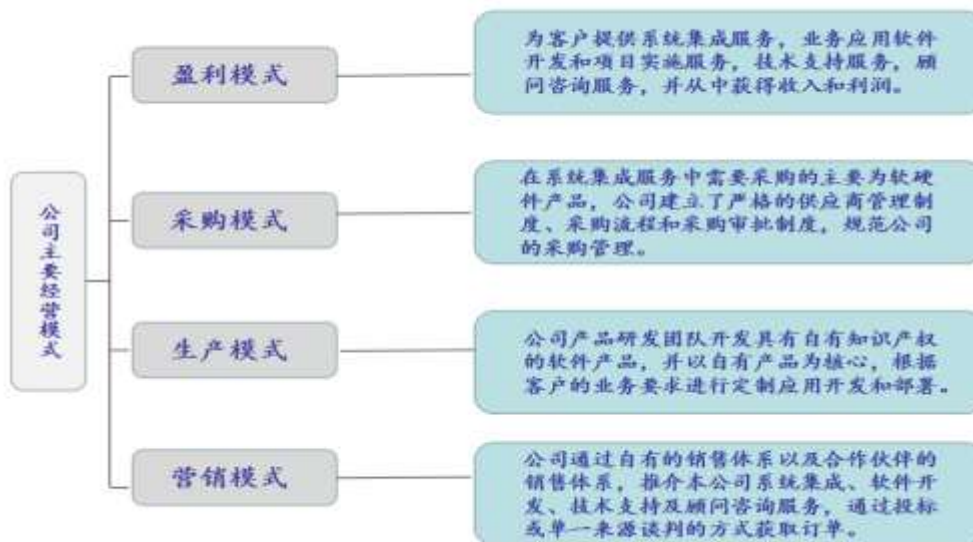 公司主要经营模式
盈利模式
为客户提供系统集成服务，业务应用软件
开发和项目实施服务，技术支持服务，顾
问咨询服务，并从中获得收入和利润。
采购模式
在系统集成服务中需要采购的主要为软硬
件产品，公司建立了严格的供应商管理制
度、采购流程和采购审批制度，规范公司
的采购管理。
生产模式
公司产品研发团队开发具有自有知识产权
的软件产品，并以自有产品为核心，根据
客户的业务要求进行定制应用开发和部署。
营销模式
公司通过自有的销售体系以及合作伙伴的
销售体系，推介本公司系统集成、软件开
发、技术支持及顾问咨询服务，通过投标
或单一来源谈判的方式获取订单。